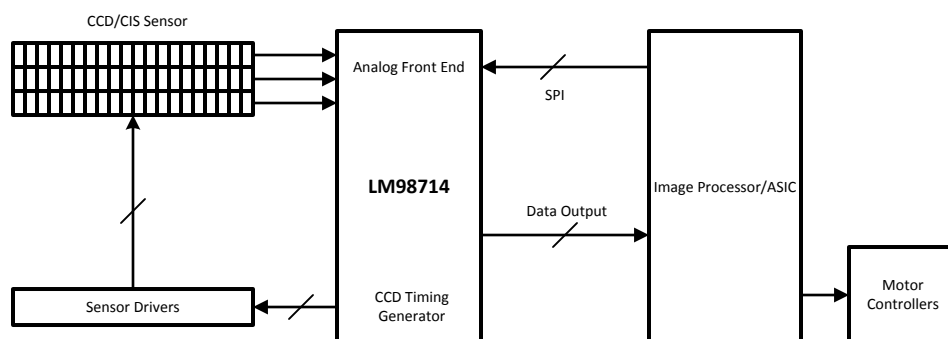 CCD/CIS Sensor
Analog Front End
SPI
LM98714
Image Processor/ASIC
Data Output
Sensor Drivers
CCD Timing
Generator
Motor
Controllers